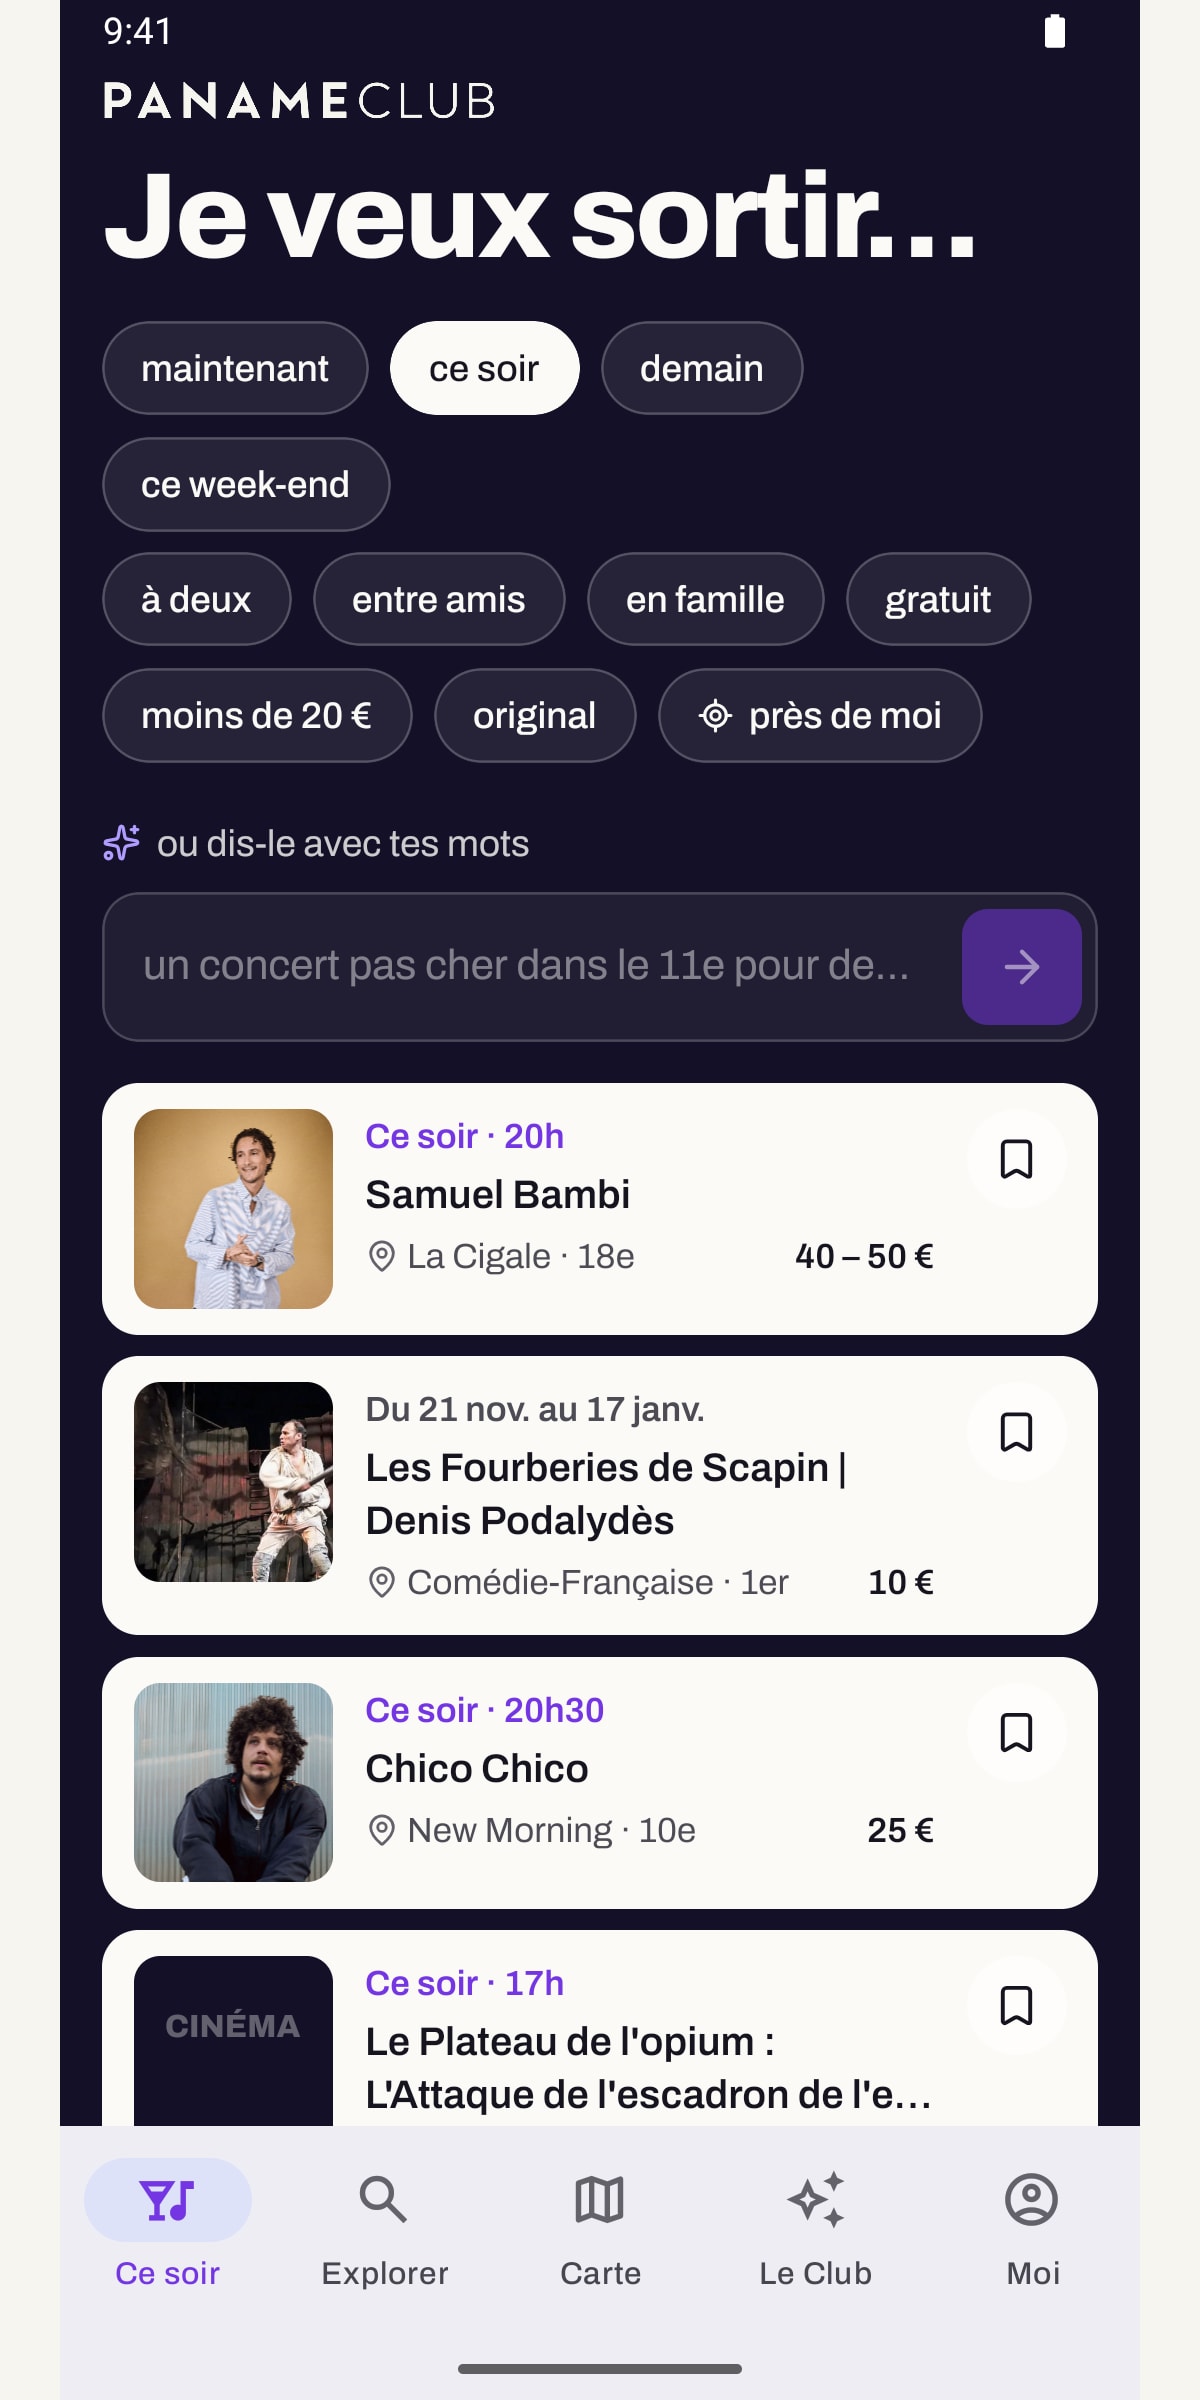 9:41
PANAMECLUB
Je veux sortir…
maintenant
ce soir
demain
ce week-end
à deux
entre amis
en famille
gratuit
moins de 20 €
original
près de moi
ou dis-le avec tes mots
un concert pas cher dans le 11e pour de…
Ce soir · 20h
Samuel Bambi
La Cigale · 18e
40 – 50 €
Du 21 nov. au 17 janv.
Les Fourberies de Scapin |
Denis Podalydès
Comédie-Française · 1er
10 €
Ce soir · 20h30
Chico Chico
New Morning · 10e
25 €
CINÉMA
Ce soir · 17h
Le Plateau de l'opium :
L'Attaque de l'escadron de l'e…
Ce soir
Explorer
Carte
Le Club
Moi